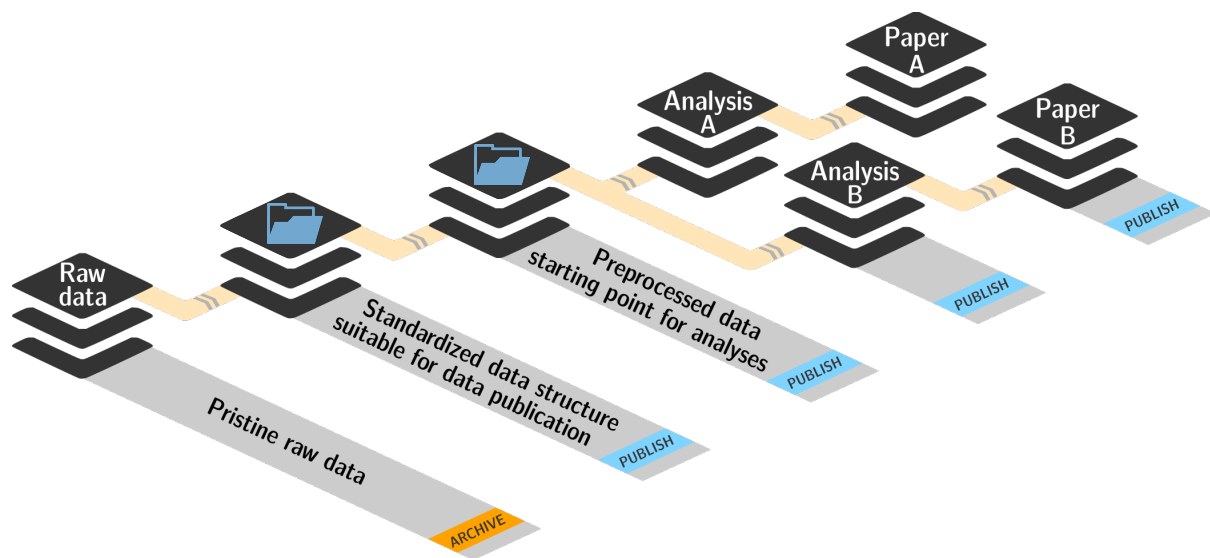 Paper
A
Analysis
A
Paper
B
Analysis
B
PUBLISH
PUBLISH
Preprocessed data
starting point for analyses
PUBLISH
Raw
data
Standardized data structure
suitable for data publication
PUBLISH
Pristine raw data
ARCHIVE